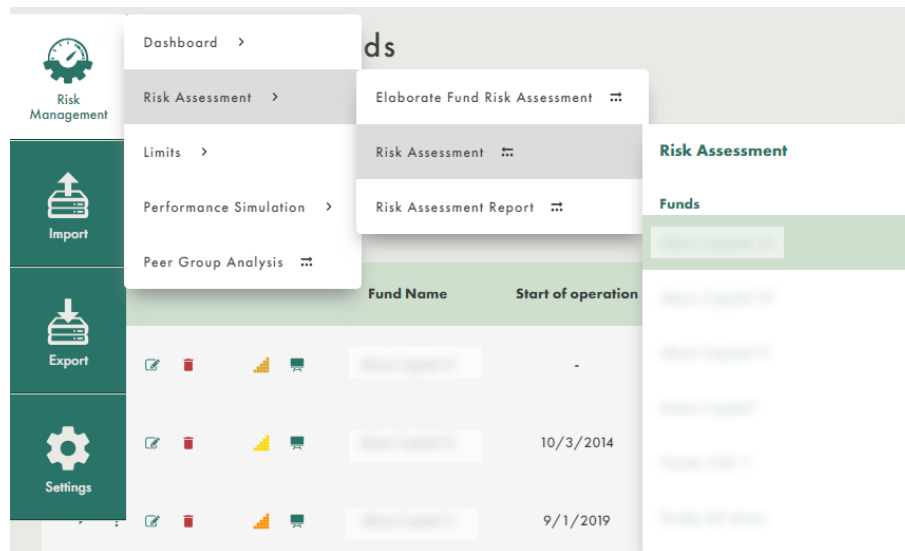 ds
Risk
Management
Import
Export
Settings
Dashboard >
Risk Assessment >
Limits >
Performance Simulation >
Peer Group Analysis
Elaborate Fund Risk Assessment
Risk Assessment
Risk Assessment Report
Risk Assessment
Funds
Fund Name
Start of operation
-
10/3/2014
9/1/2019